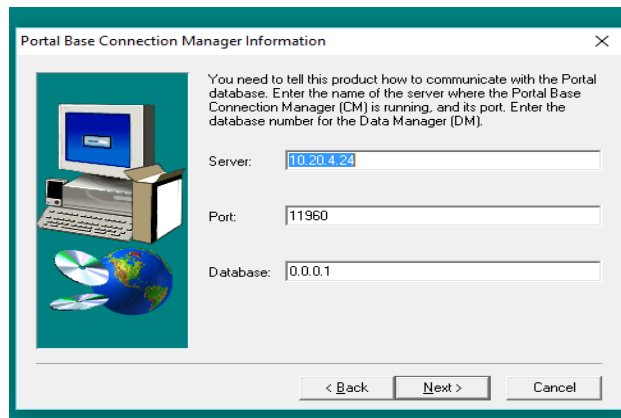 Portal Base Connection Manager Information
You need to tell this product how to communicate with the Portal
database. Enter the name of the server where the Portal Base
Connection Manager (CM) is running, and its port. Enter the
database number for the Data Manager (DM).
Server: 10.20.4.24
Port: 11960
Database: 0.0.0.1
< Back Next > Cancel